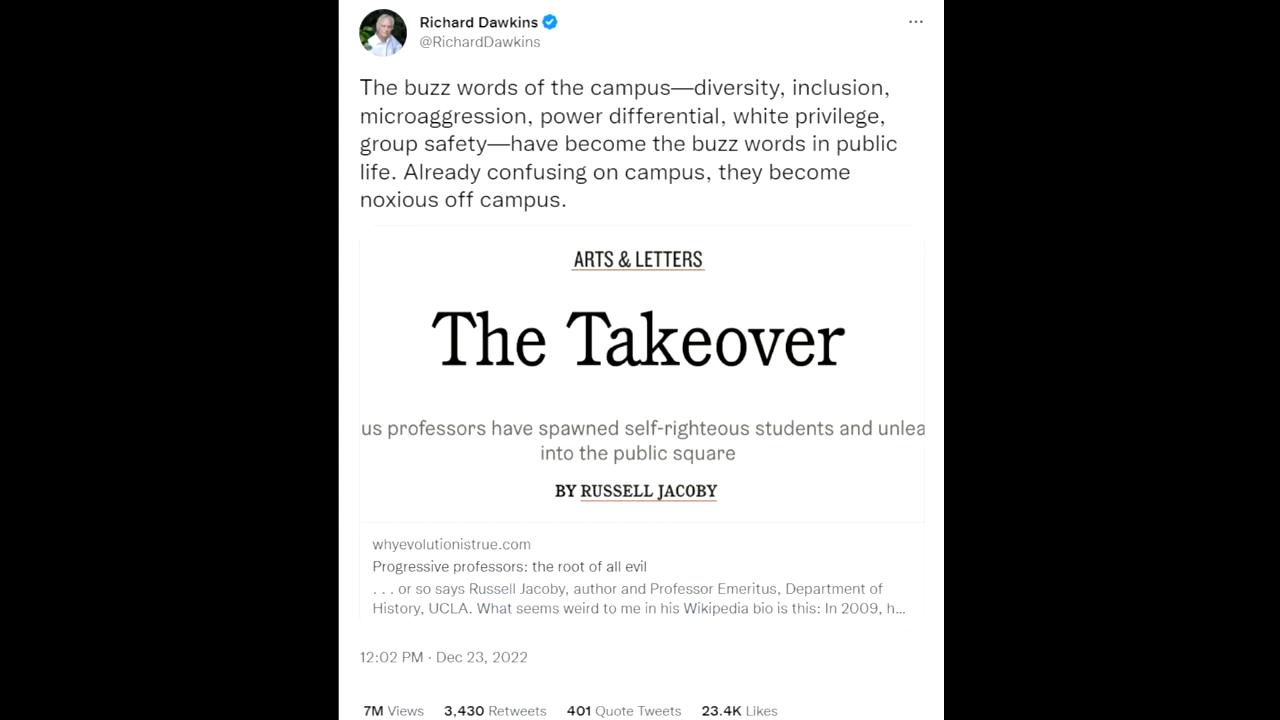 Richard Dawkins
@RichardDawkins
The buzz words of the campus—diversity, inclusion,
microaggression, power differential, white privilege,
group safety—have become the buzz words in public
life. Already confusing on campus, they become
noxious off campus.
ARTS & LETTERS
The Takeover
us professors have spawned self-righteous students and unlea
into the public square
BY RUSSELL JACOBY
whyevolutionistrue.com
Progressive professors: the root of all evil
. . . or so says Russell Jacoby, author and Professor Emeritus, Department of
History, UCLA. What seems weird to me in his Wikipedia bio is this: In 2009, h...
12:02 PM · Dec 23, 2022
7M Views 3,430 Retweets 401 Quote Tweets 23.4K Likes